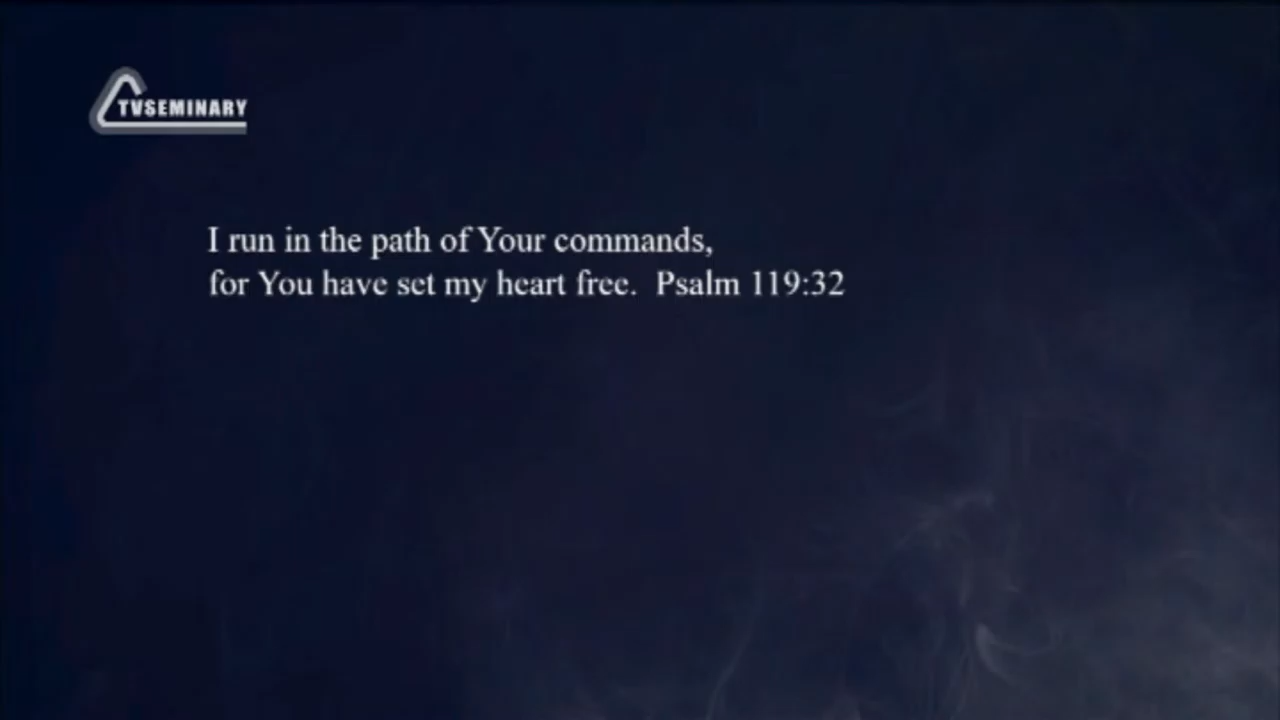 TVSEMINARY
I run in the path of Your commands,
for You have set my heart free.  Psalm 119:32